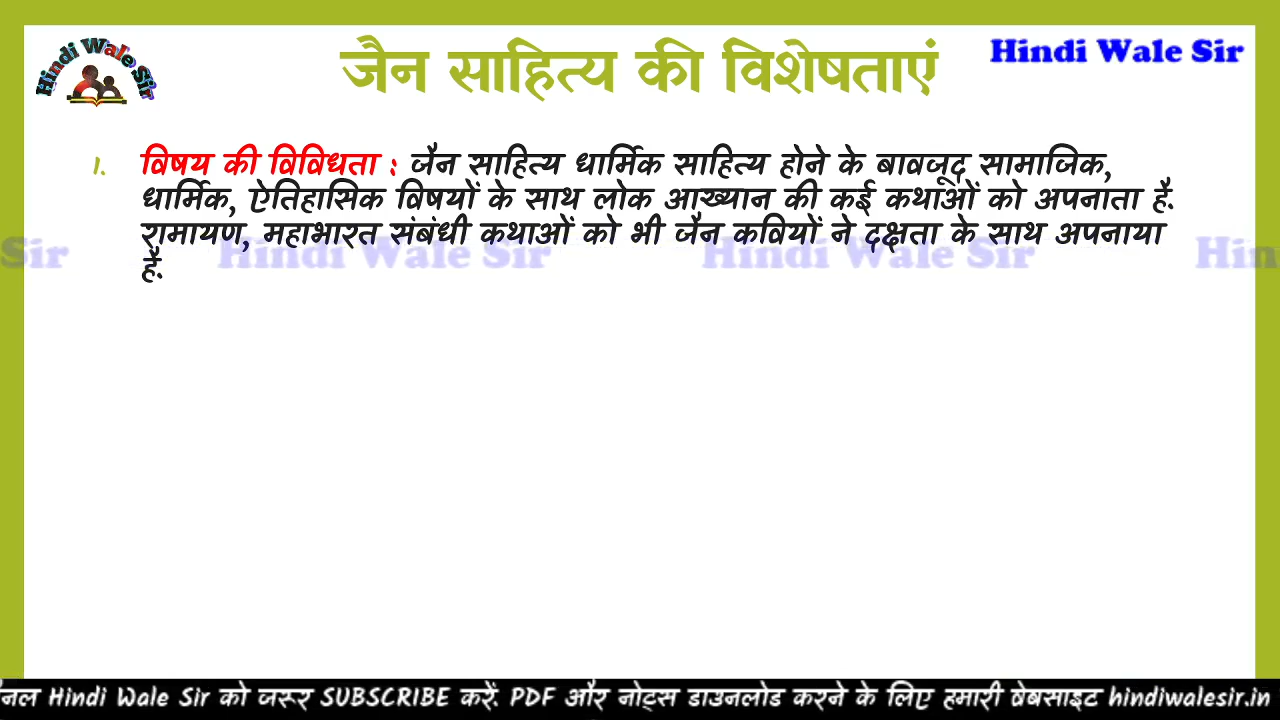 Hindi Wale Sir
जैन साहित्य की विशेषताएं
Hindi Wale Sir
१. विषय की विविधता : जैन साहित्य धार्मिक साहित्य होने के बावजूद सामाजिक,
धार्मिक, ऐतिहासिक विषयों के साथ लोक आख्यान की कई कथाओं को अपनाता है.
रामायण, महाभारत संबंधी कथाओं को भी जैन कवियों ने दक्षता के साथ अपनाया
हैं.
Sir Hindi Wale Sir Hindi Wale Sir
Hindi Wale Sir को जरूर SUBSCRIBE करें. PDF और नोट्स डाउनलोड करने के लिए हमारी वेबसाइट hindiwalesir.in